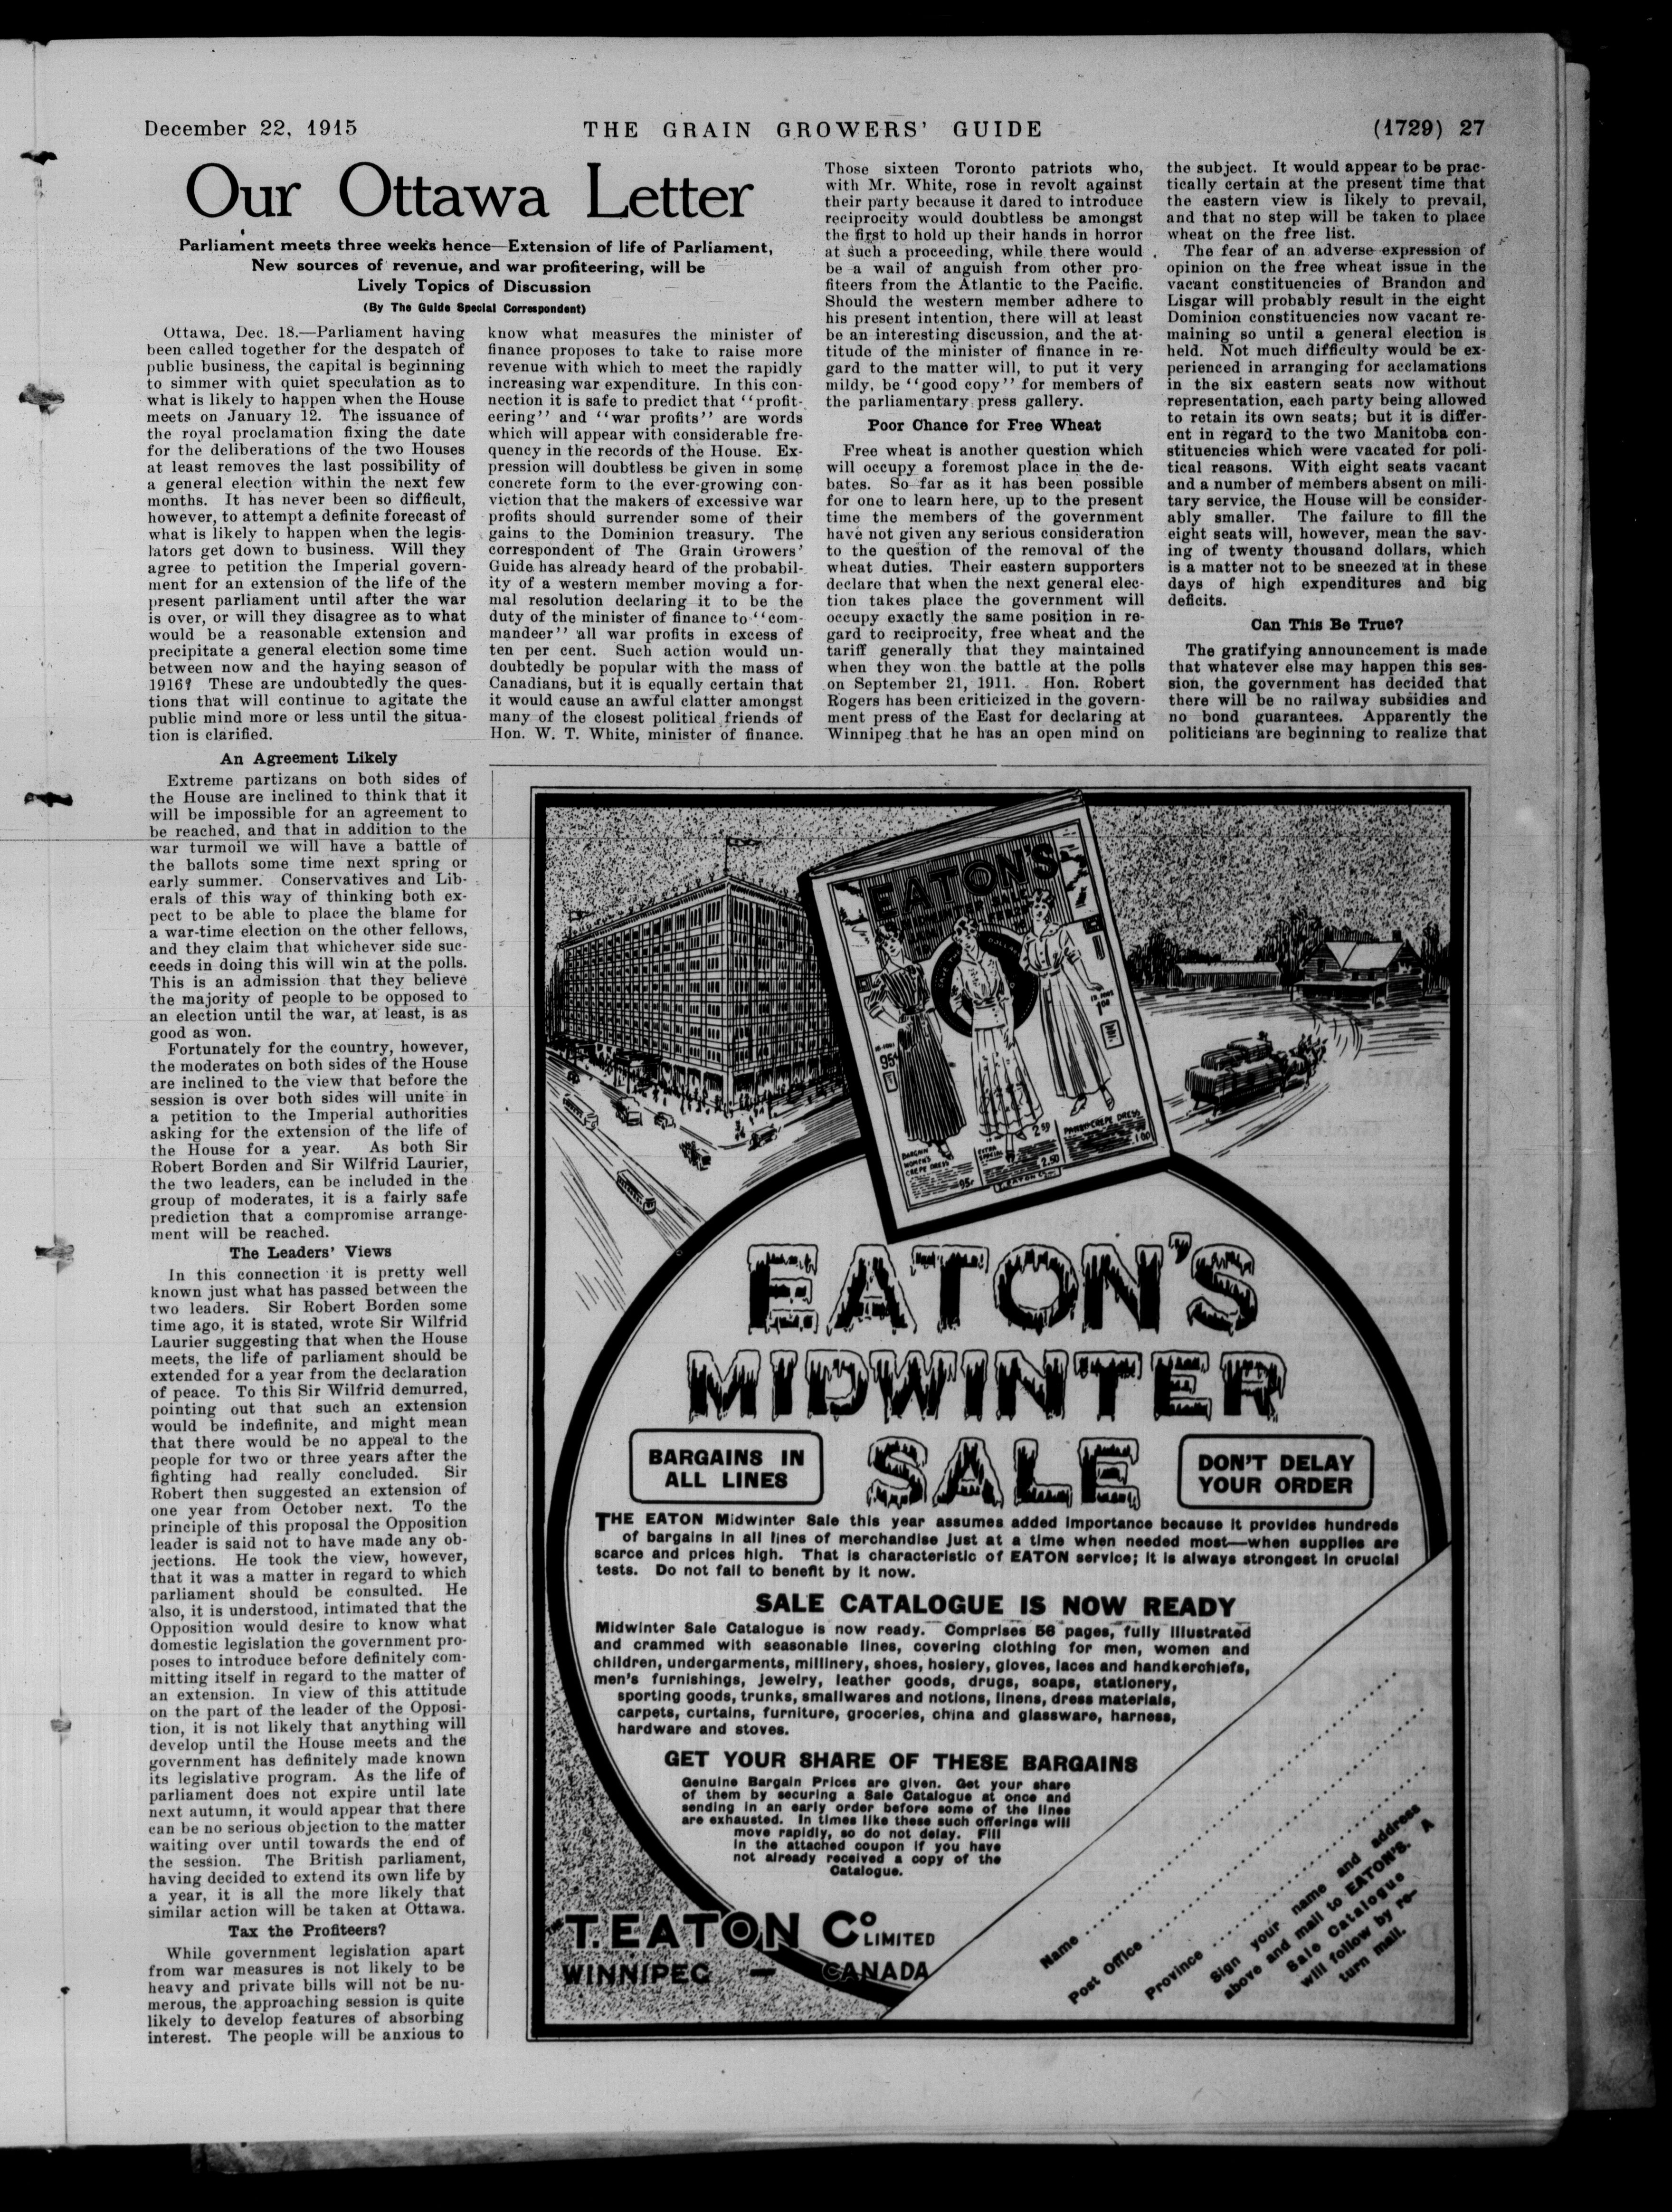 December 22, 1915
THE GRAIN GROWERS' GUIDE
(1729) 27
Our Ottawa Letter
Parliament meets three weeks hence—Extension of life of Parliament,
New sources of revenue, and war profiteering, will be
Lively Topics of Discussion
(By The Guide Special Correspondent)
Ottawa, Dec. 18.—Parliament having
been called together for the despatch of
public business, the capital is beginning
to simmer with quiet speculation as to
what is likely to happen when the House
meets on January 12. The issuance of
the royal proclamation fixing the date
for the deliberations of the two Houses
at least removes the last possibility of
a general election within the next few
months. It has never been so difficult,
however, to attempt a definite forecast of
what is likely to happen when the legis-
lators get down to business. Will they
agree to petition the Imperial govern-
ment for an extension of the life of the
present parliament until after the war
is over, or will they disagree as to what
would be a reasonable extension and
precipitate a general election some time
between now and the haying season of
1916? These are undoubtedly the ques-
tions that will continue to agitate the
public mind more or less until the situa-
tion is clarified.
An Agreement Likely
Extreme partizans on both sides of
the House are inclined to think that it
will be impossible for an agreement to
be reached, and that in addition to the
war turmoil we will have a battle of
the ballots some time next spring or
early summer. Conservatives and Lib-
erals of this way of thinking both ex-
pect to be able to place the blame for
a war-time election on the other fellows,
and they claim that whichever side suc-
ceeds in doing this will win at the polls.
This is an admission that they believe
the majority of people to be opposed to
an election until the war, at least, is as
good as won.
Fortunately for the country, however,
the moderates on both sides of the House
are inclined to the view that before the
session is over both sides will unite in
a petition to the Imperial authorities
asking for the extension of the life of
the House for a year. As both Sir
Robert Borden and Sir Wilfrid Laurier,
the two leaders, can be included in the
group of moderates, it is a fairly safe
prediction that a compromise arrange-
ment will be reached.
The Leaders' Views
In this connection it is pretty well
known just what has passed between the
two leaders. Sir Robert Borden some
time ago, it is stated, wrote Sir Wilfrid
Laurier suggesting that when the House
meets, the life of parliament should be
extended for a year from the declaration
of peace. To this Sir Wilfrid demurred,
pointing out that such an extension
would be indefinite, and might mean
that there would be no appeal to the
people for two or three years after the
fighting had really concluded. Sir
Robert then suggested an extension of
one year from October next. To the
principle of this proposal the Opposition
leader is said not to have made any ob-
jections. He took the view, however,
that it was a matter in regard to which
parliament should be consulted. He
also, it is understood, intimated that the
Opposition would desire to know what
domestic legislation the government pro-
poses to introduce before definitely com-
mitting itself in regard to the matter of
an extension. In view of this attitude
on the part of the leader of the Opposi-
tion, it is not likely that anything will
develop until the House meets and the
government has definitely made known
its legislative program. As the life of
parliament does not expire until late
next autumn, it would appear that there
can be no serious objection to the matter
waiting over until towards the end of
the session. The British parliament,
having decided to extend its own life by
a year, it is all the more likely that
similar action will be taken at Ottawa.
Tax the Profiteers?
While government legislation apart
from war measures is not likely to be
heavy and private bills will not be nu-
merous, the approaching session is quite
likely to develop features of absorbing
interest. The people will be anxious to
know what measures the minister of
finance proposes to take to raise more
revenue with which to meet the rapidly
increasing war expenditure. In this con-
nection it is safe to predict that "profit-
eering" and "war profits" are words
which will appear with considerable fre-
quency in the records of the House. Ex-
pression will doubtless be given in some
concrete form to the ever-growing con-
viction that the makers of excessive war
profits should surrender some of their
gains to the Dominion treasury. The
correspondent of The Grain Growers'
Guide has already heard of the probabil-
ity of a western member moving a for-
mal resolution declaring it to be the
duty of the minister of finance to "com-
mandeer" all war profits in excess of
ten per cent. Such action would un-
doubtedly be popular with the mass of
Canadians, but it is equally certain that
it would cause an awful clatter amongst
many of the closest political friends of
Hon. W. T. White, minister of finance.
Those sixteen Toronto patriots who,
with Mr. White, rose in revolt against
their party because it dared to introduce
reciprocity would doubtless be amongst
the first to hold up their hands in horror
at such a proceeding, while there would
be a wail of anguish from other pro-
fiteers from the Atlantic to the Pacific.
Should the western member adhere to
his present intention, there will at least
be an interesting discussion, and the at-
titude of the minister of finance in re-
gard to the matter will, to put it very
mildy, be "good copy" for members of
the parliamentary press gallery.
Poor Chance for Free Wheat
Free wheat is another question which
will occupy a foremost place in the de-
bates. So far as it has been possible
for one to learn here, up to the present
time the members of the government
have not given any serious consideration
to the question of the removal of the
wheat duties. Their eastern supporters
declare that when the next general elec-
tion takes place the government will
occupy exactly the same position in re-
gard to reciprocity, free wheat and the
tariff generally that they maintained
when they won the battle at the polls
on September 21, 1911. Hon. Robert
Rogers has been criticized in the govern-
ment press of the East for declaring at
Winnipeg that he has an open mind on
the subject. It would appear to be prac-
tically certain at the present time that
the eastern view is likely to prevail,
and that no step will be taken to place
wheat on the free list.
The fear of an adverse expression of
opinion on the free wheat issue in the
vacant constituencies of Brandon and
Lisgar will probably result in the eight
Dominion constituencies now vacant re-
maining so until a general election is
held. Not much difficulty would be ex-
perienced in arranging for acclamations
in the six eastern seats now without
representation, each party being allowed
to retain its own seats; but it is differ-
ent in regard to the two Manitoba con-
stituencies which were vacated for poli-
tical reasons. With eight seats vacant
and a number of members absent on mili-
tary service, the House will be consider-
ably smaller. The failure to fill the
eight seats will, however, mean the sav-
ing of twenty thousand dollars, which
is a matter not to be sneezed at in these
days of high expenditures and big
deficits.
Can This Be True?
The gratifying announcement is made
that whatever else may happen this ses-
sion, the government has decided that
there will be no railway subsidies and
no bond guarantees. Apparently the
politicians are beginning to realize that
EATON'S
95¢
1.00
BARGAIN
WOMEN'S
CREPE DRESS
95¢
EXTRA
SPECIAL
2.50
2.50
CREPE DRESS
1.00
EATON'S
MIDWINTER
SALE
BARGAINS IN
ALL LINES
DON'T DELAY
YOUR ORDER
THE EATON Midwinter Sale this year assumes added importance because it provides hundreds
of bargains in all lines of merchandise just at a time when needed most—when supplies are
scarce and prices high. That is characteristic of EATON service; it is always strongest in crucial
tests. Do not fail to benefit by it now.
SALE CATALOGUE IS NOW READY
Midwinter Sale Catalogue is now ready. Comprises 56 pages, fully illustrated
and crammed with seasonable lines, covering clothing for men, women and
children, undergarments, millinery, shoes, hosiery, gloves, laces and handkerchiefs,
men's furnishings, jewelry, leather goods, drugs, soaps, stationery,
sporting goods, trunks, smallwares and notions, linens, dress materials,
carpets, curtains, furniture, groceries, china and glassware, harness,
hardware and stoves.
GET YOUR SHARE OF THESE BARGAINS
Genuine Bargain Prices are given. Get your share
of them by securing a Sale Catalogue at once and
sending in an early order before some of the lines
are exhausted. In times like these such offerings will
move rapidly, so do not delay. Fill
in the attached coupon if you have
not already received a copy of the
Catalogue.
T. EATON Co LIMITED
WINNIPEG — CANADA
Name
Post Office
Province
Sign your name and address
above and mail to EATON'S. A
Sale Catalogue
will follow by re-
turn mail.